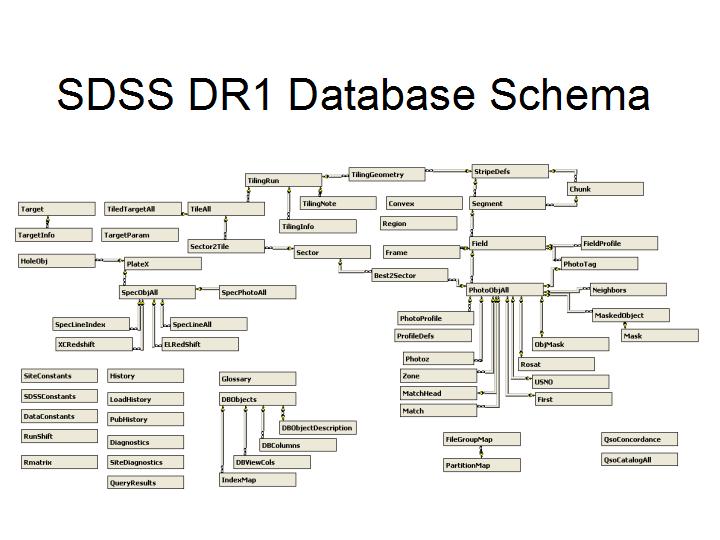 SDSS DR1 Database Schema
StripeDefs
TilingGeometry
TilingRun
Chunk
TilingNote
Convex
Segment
Target
TiledTargetAll
TileAll
TilingInfo
Region
TargetInfo
TargetParam
Sector2Tile
Sector
Frame
Field
FieldProfile
HoleObj
PlateX
PhotoTag
Best2Sector
SpecObjAll
SpecPhotoAll
PhotoObjAll
Neighbors
PhotoProfile
MaskedObject
SpecLineIndex
SpecLineAll
ProfileDefs
Mask
XCRedshift
ELRedShift
ObjMask
Photoz
Rosat
SiteConstants
History
Glossary
Zone
USNO
SDSSConstants
LoadHistory
DBObjects
MatchHead
First
DataConstants
PubHistory
Match
DBObjectDescription
RunShift
Diagnostics
DBColumns
FileGroupMap
QsoConcordance
Rmatrix
SiteDiagnostics
DBViewCols
PartitionMap
QsoCatalogAll
QueryResults
IndexMap